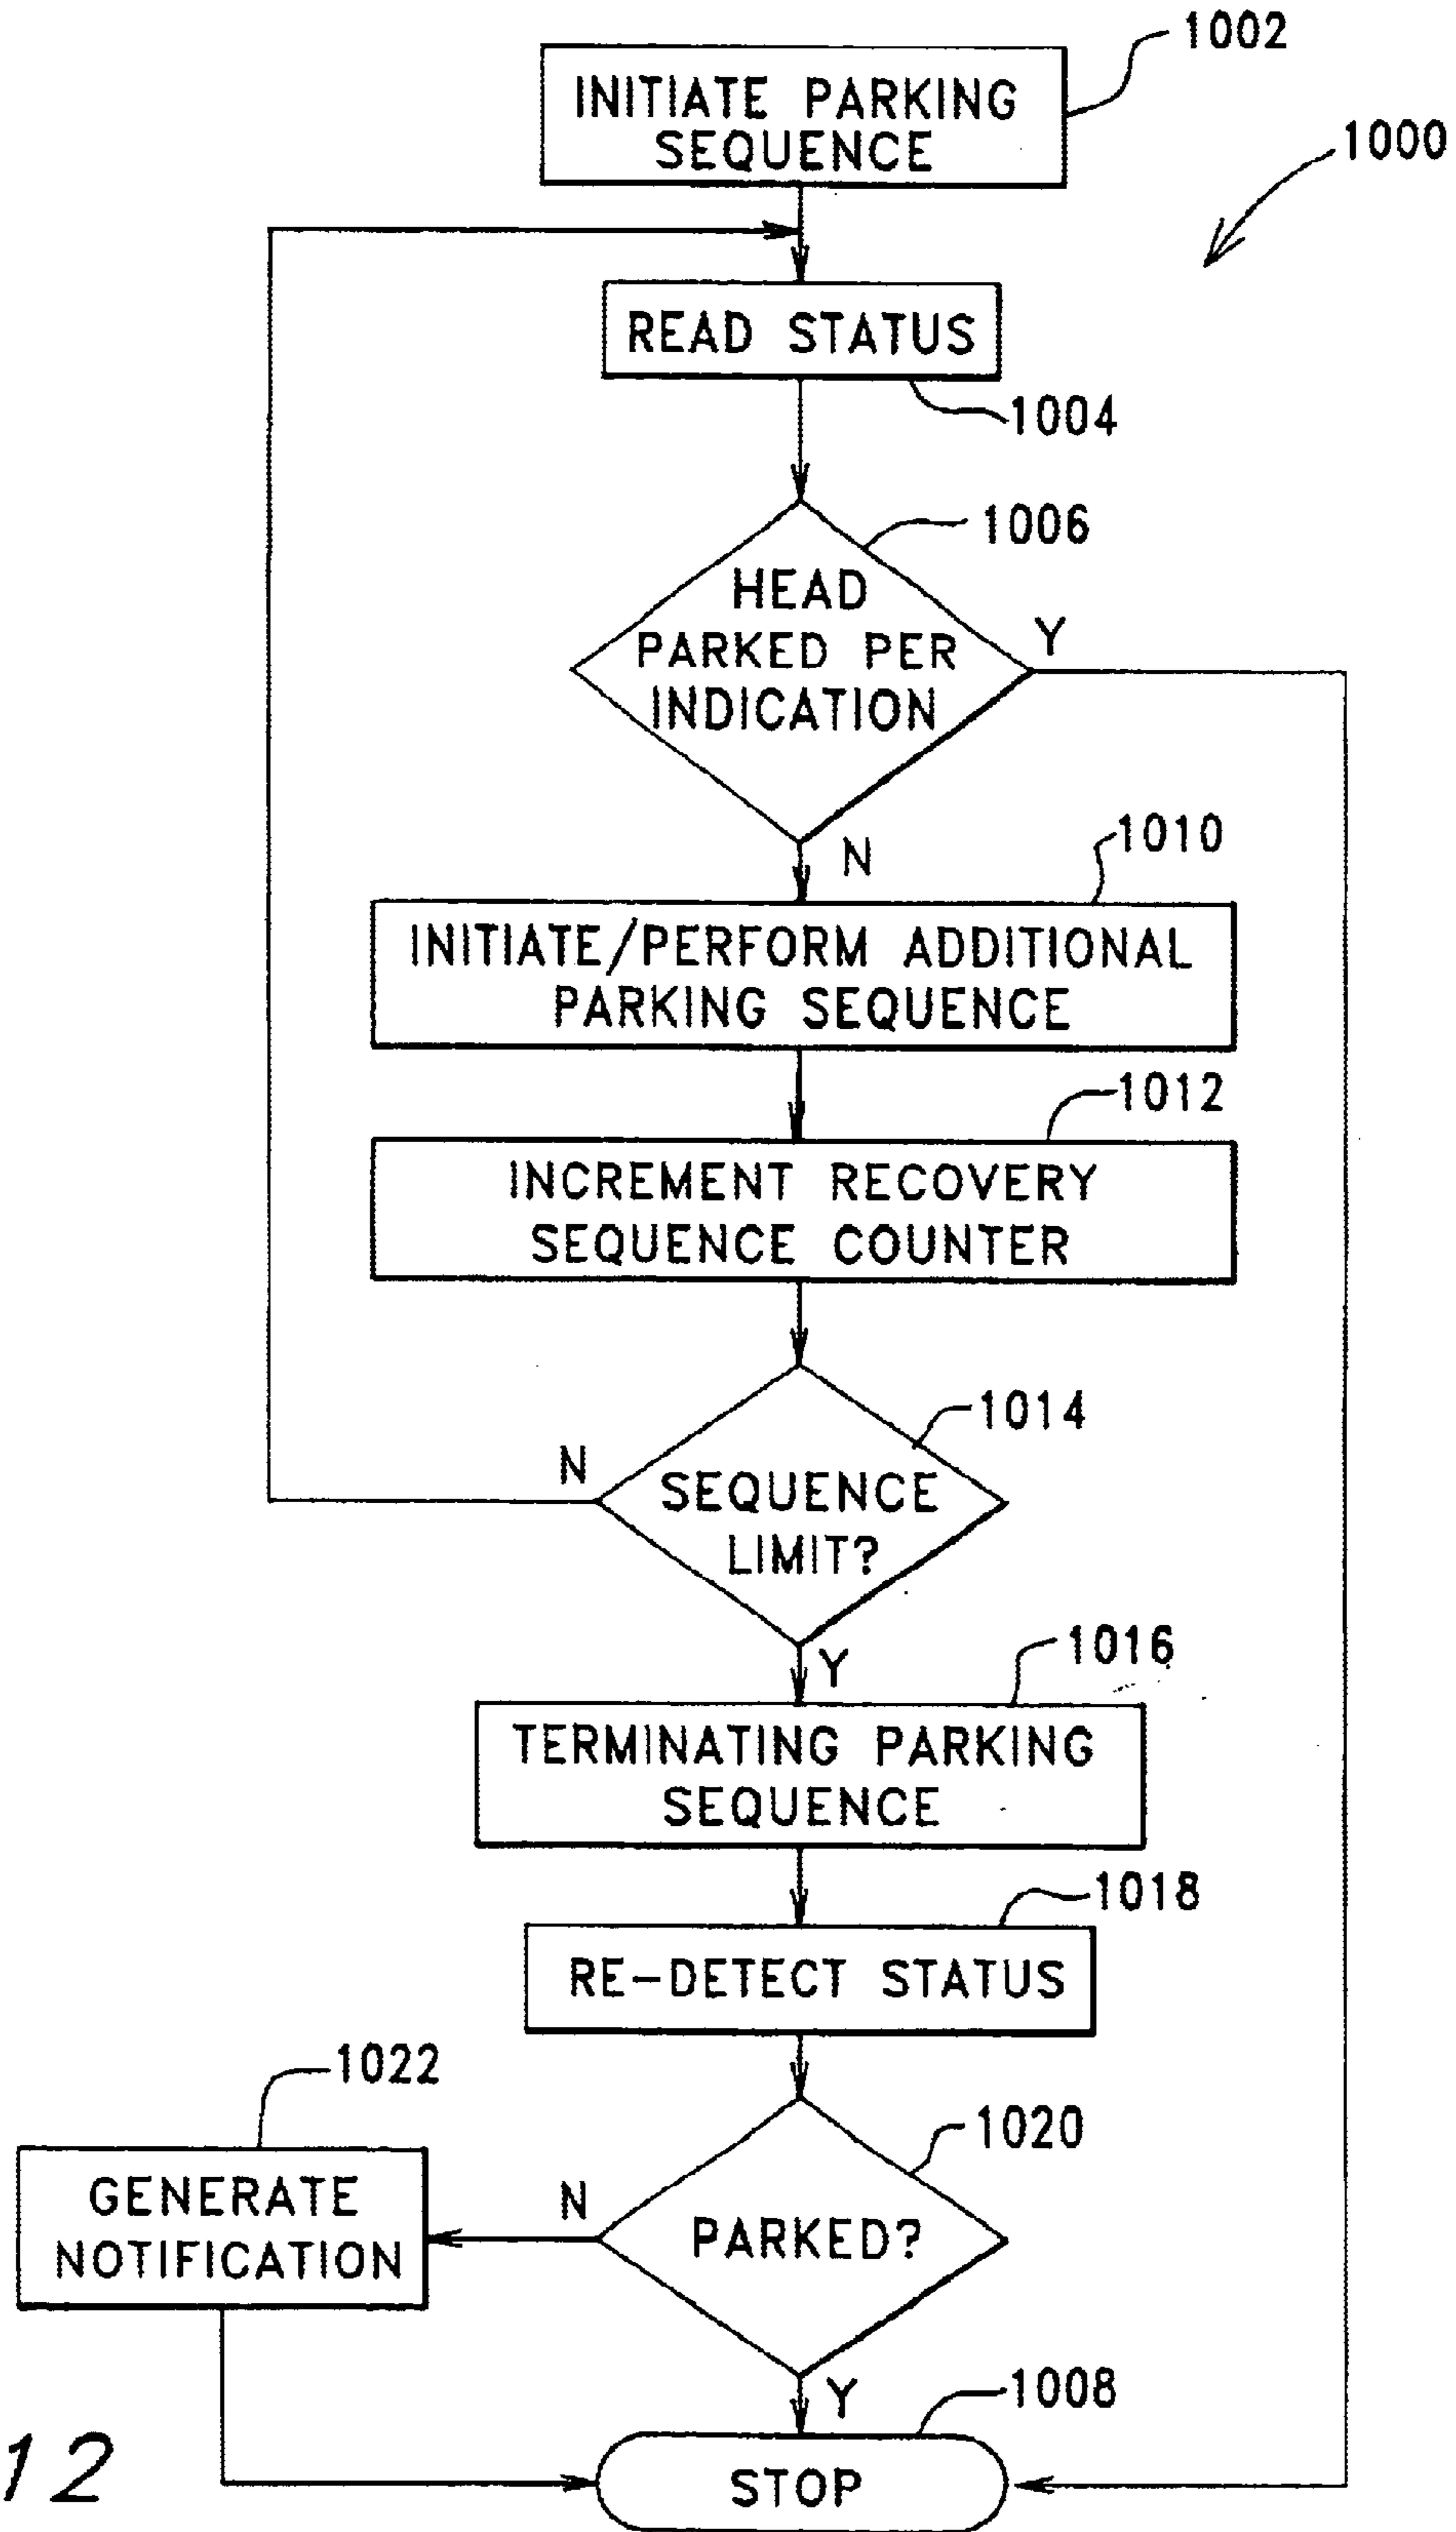 1002
INITIATE PARKING
SEQUENCE
1000
READ STATUS
1004
1006
HEAD
PARKED PER
INDICATION
Y
N
1010
INITIATE/PERFORM ADDITIONAL
PARKING SEQUENCE
1012
INCREMENT RECOVERY
SEQUENCE COUNTER
1014
N
SEQUENCE
LIMIT?
Y
1016
TERMINATING PARKING
SEQUENCE
1018
RE-DETECT STATUS
1022
1020
GENERATE
NOTIFICATION
N
PARKED?
Y
1008
STOP
12